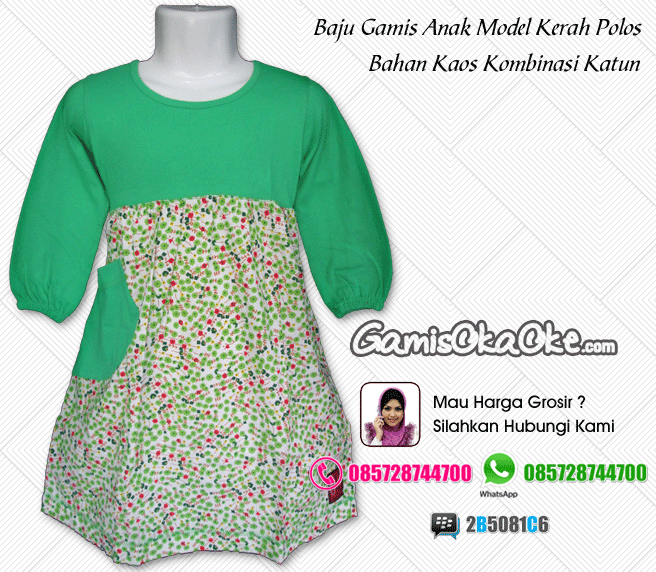 Baju Gamis Anak Model Kerah Polos
Bahan Kaos Kombinasi Katun
GamisOkaOke.com
Mau Harga Grosir ?
Silahkan Hubungi Kami
085728744700 085728744700
WhatsApp
2B5081C6